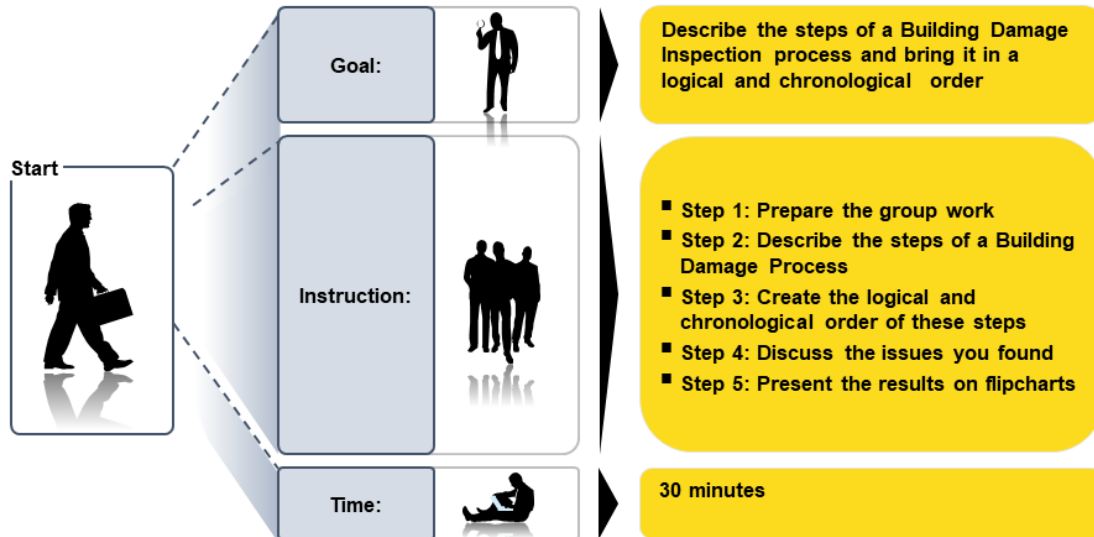 Start
Goal:
Describe the steps of a Building Damage
Inspection process and bring it in a
logical and chronological order
Instruction:
▪ Step 1: Prepare the group work
▪ Step 2: Describe the steps of a Building
Damage Process
▪ Step 3: Create the logical and
chronological order of these steps
▪ Step 4: Discuss the issues you found
▪ Step 5: Present the results on flipcharts
Time:
30 minutes